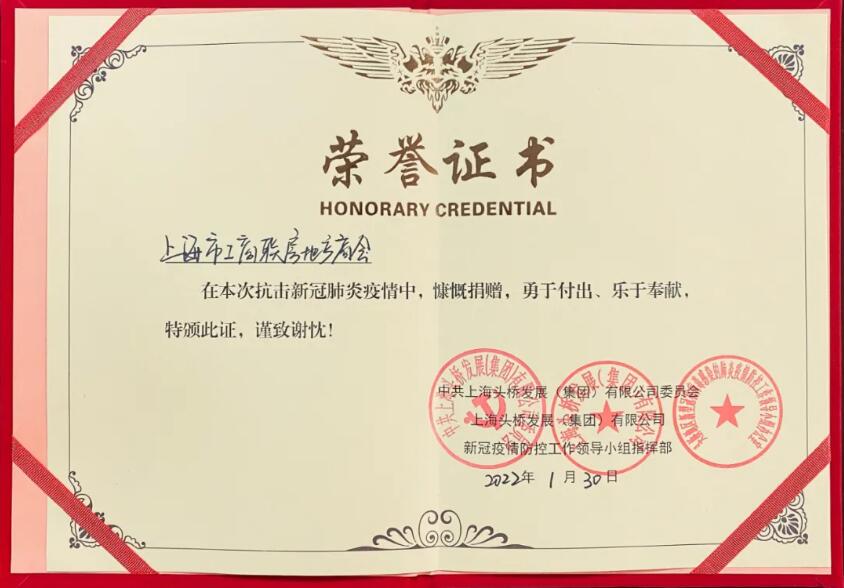 荣誉证书
HONORARY CREDENTIAL
上海市工商联房地产商会
在本次抗击新冠肺炎疫情中，慷慨捐赠，勇于付出、乐于奉献，
特颁此证，谨致谢忱！
中共上海头桥发展（集团）有限公司委员会
上海头桥发展（集团）有限公司
新冠疫情防控工作领导小组指挥部
2022年 1月30日